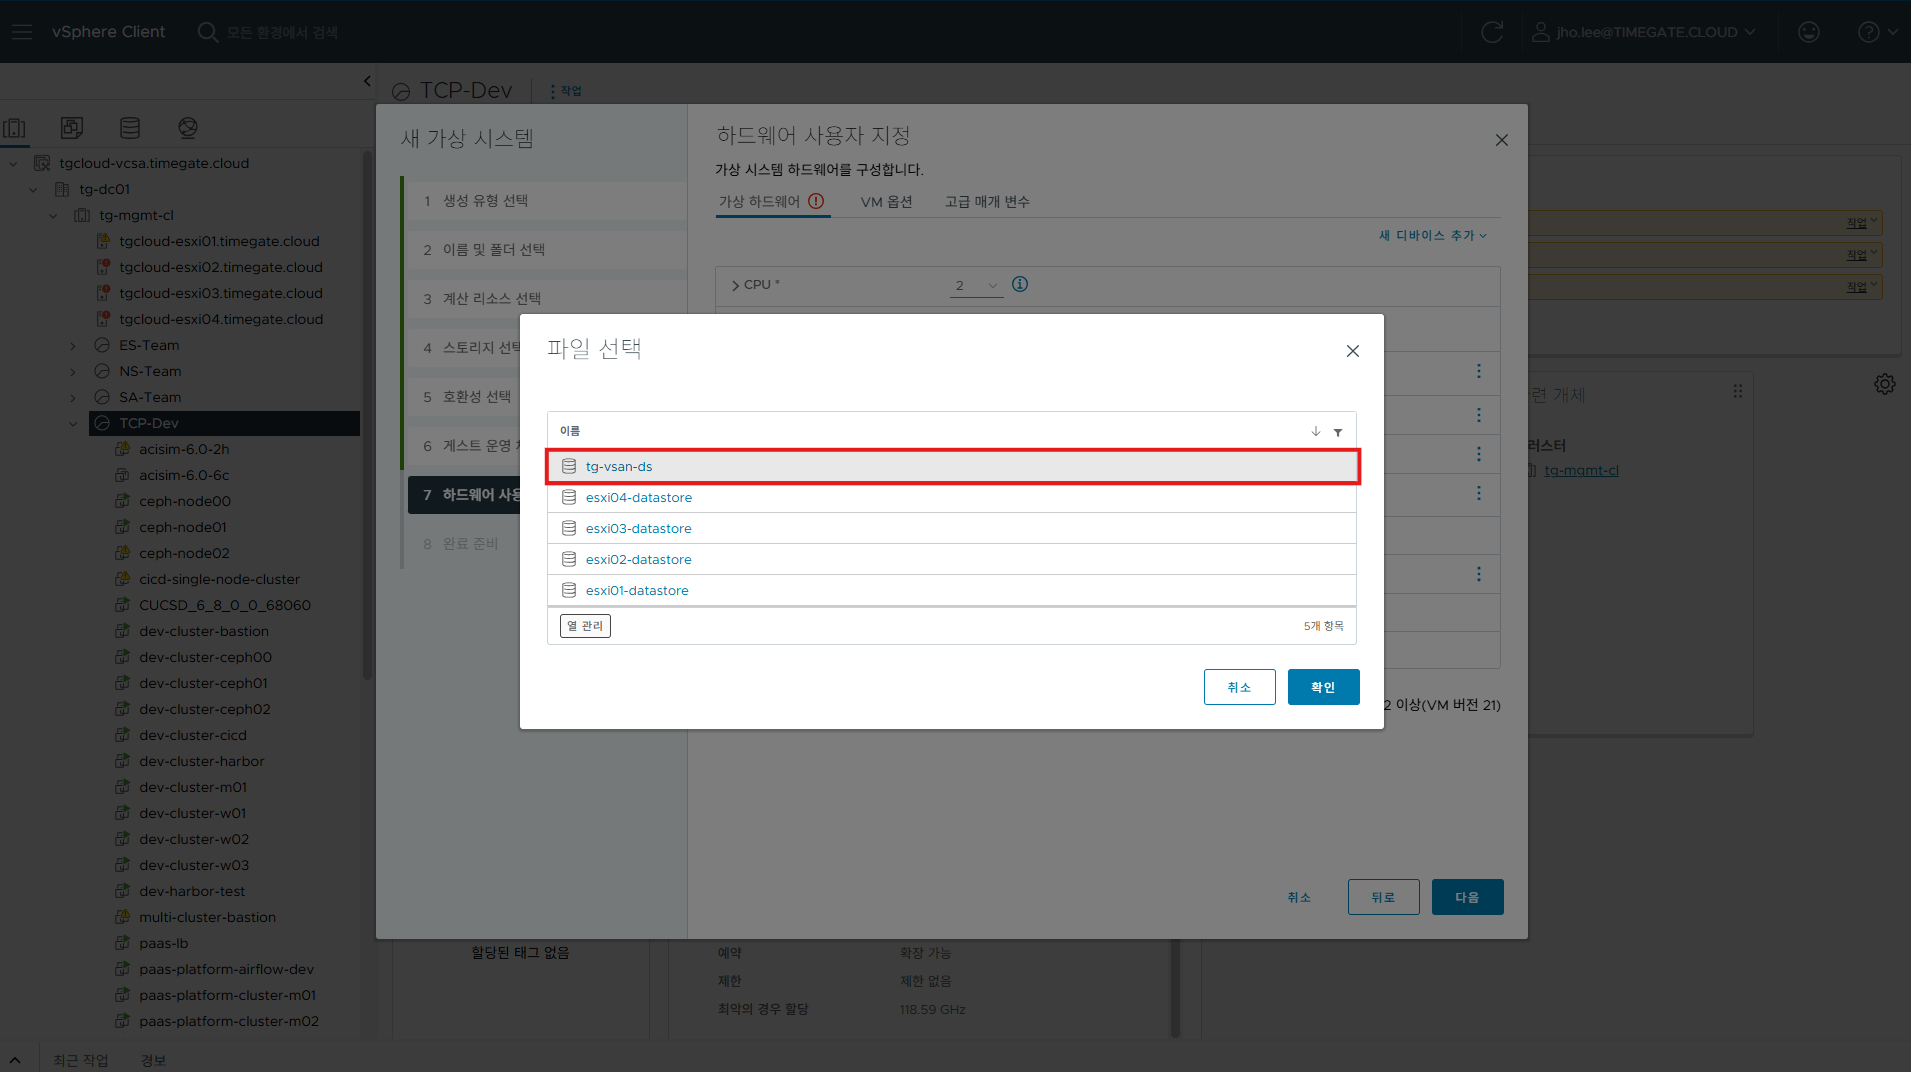 vSphere Client
모든 환경에서 검색
jho.lee@TIMEGATE.CLOUD
TCP-Dev
작업
tgcloud-vcsa.timegate.cloud
tg-dc01
tg-mgmt-cl
tgcloud-esxi01.timegate.cloud
tgcloud-esxi02.timegate.cloud
tgcloud-esxi03.timegate.cloud
tgcloud-esxi04.timegate.cloud
ES-Team
NS-Team
SA-Team
TCP-Dev
acisim-6.0-2h
acisim-6.0-6c
ceph-node00
ceph-node01
ceph-node02
cicd-single-node-cluster
CUCSD_6_8_0_0_68060
dev-cluster-bastion
dev-cluster-ceph00
dev-cluster-ceph01
dev-cluster-ceph02
dev-cluster-cicd
dev-cluster-harbor
dev-cluster-m01
dev-cluster-w01
dev-cluster-w02
dev-cluster-w03
dev-harbor-test
multi-cluster-bastion
paas-lb
paas-platform-airflow-dev
paas-platform-cluster-m01
paas-platform-cluster-m02
새 가상 시스템
1 생성 유형 선택
2 이름 및 폴더 선택
3 계산 리소스 선택
4 스토리지 선택
5 호환성 선택
6 게스트 운영
7 하드웨어 사용
8 완료 준비
하드웨어 사용자 지정
가상 시스템 하드웨어를 구성합니다.
가상 하드웨어
VM 옵션
고급 매개 변수
새 디바이스 추가
CPU *
2
파일 선택
이름
tg-vsan-ds
esxi04-datastore
esxi03-datastore
esxi02-datastore
esxi01-datastore
열 관리
5개 항목
취소
확인
2 이상(VM 버전 21)
취소
뒤로
다음
작업
작업
작업
련 개체
러스터
tg-mgmt-cl
할당된 태그 없음
예약
확장 가능
제한
제한 없음
최악의 경우 할당
118.59 GHz
최근 작업
경보